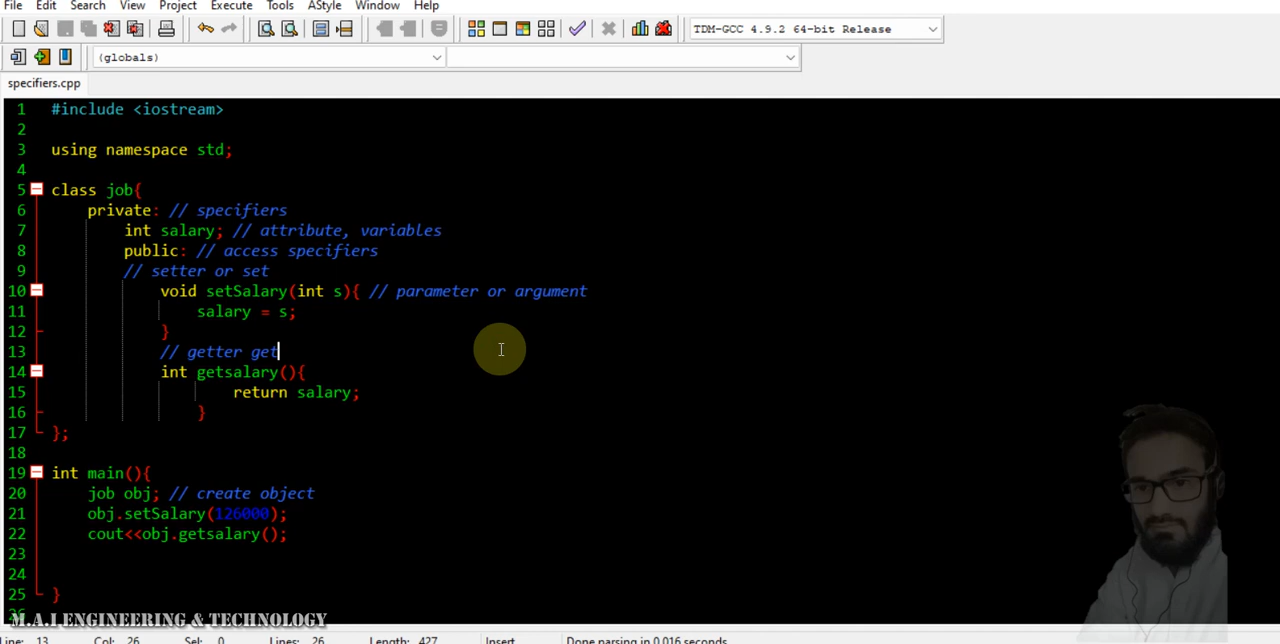 File Edit Search View Project Execute Tools AStyle Window Help
TDM-GCC 4.9.2 64-bit Release
(globals)
specifiers.cpp
1 #include <iostream>
2
3 using namespace std;
4
5 class job{
6 private: // specifiers
7 int salary; // attribute, variables
8 public: // access specifiers
9 // setter or set
10 void setSalary(int s){ // parameter or argument
11 salary = s;
12 }
13 // getter get
14 int getsalary(){
15 return salary;
16 }
17 };
18
19 int main(){
20 job obj; // create object
21 obj.setSalary(126000);
22 cout<<obj.getsalary();
23
24
25 }
26
M.A.I ENGINEERING & TECHNOLOGY
Line: 13 Col: 26 Sel: 0 Lines: 26 Length: 427 Insert Done parsing in 0.016 seconds